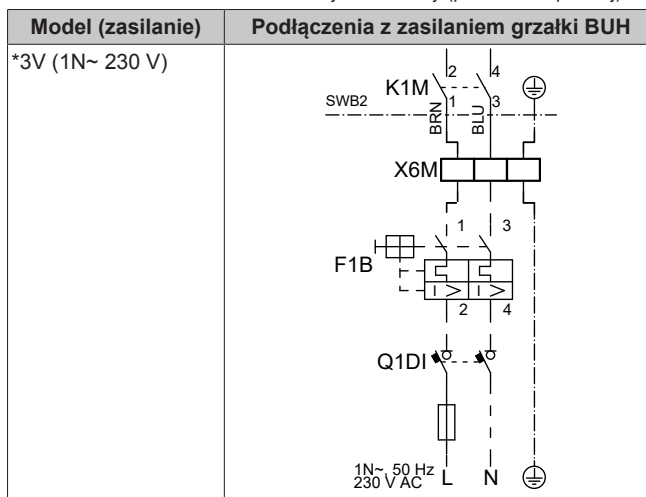 Model (zasilanie) Podłączenia z zasilaniem grzałki BUH
*3V (1N~ 230 V)
2 4
K1M
SWB2 1 3
BRN BLU
X6M
1 3
F1B
I > I >
2 4
Q1DI
1N~, 50 Hz
230 V AC L N